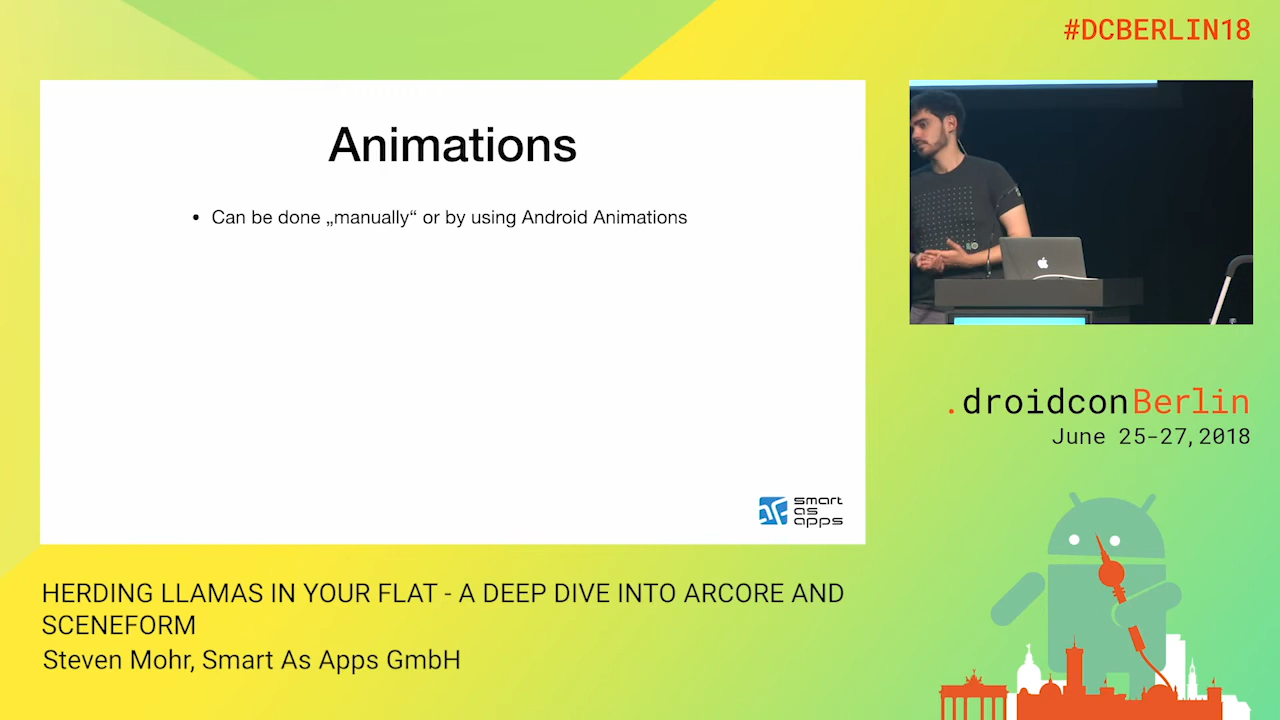 #DCBERLIN18
Animations
• Can be done „manually“ or by using Android Animations
smart
as
apps
I/O
.droidconBerlin
June 25-27,2018
HERDING LLAMAS IN YOUR FLAT - A DEEP DIVE INTO ARCORE AND
SCENEFORM
Steven Mohr, Smart As Apps GmbH